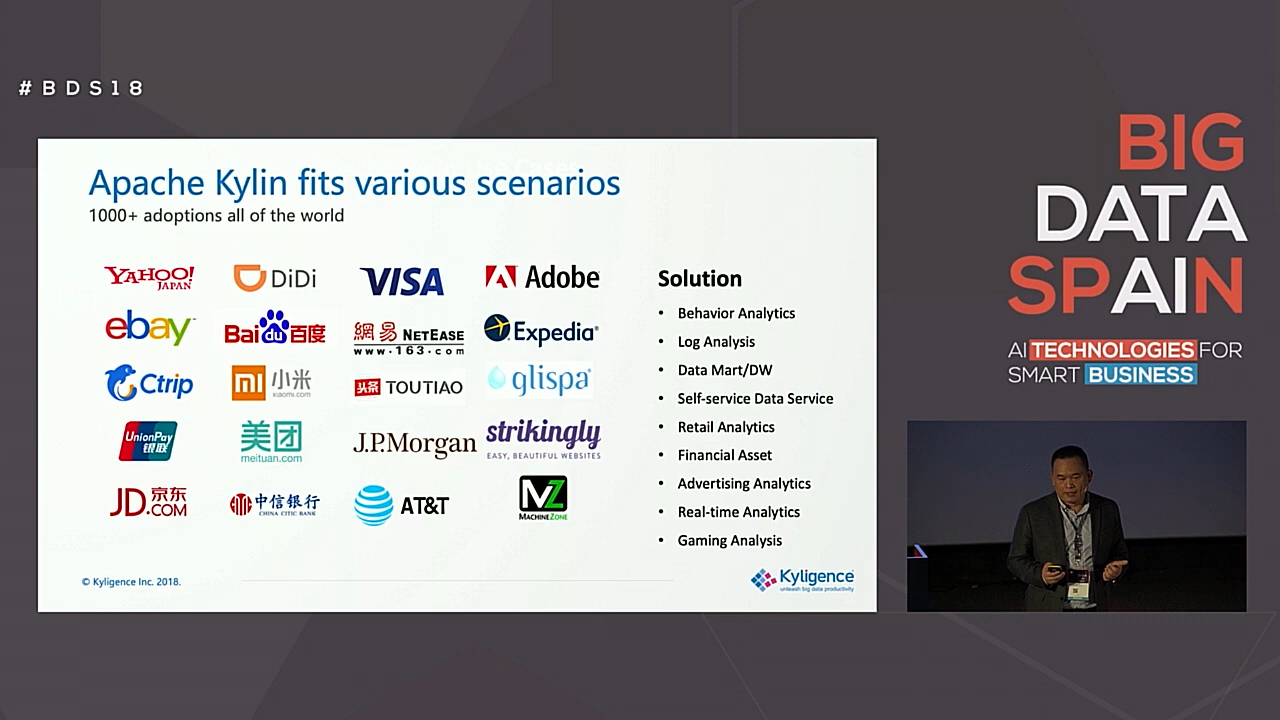 #BDS18
Apache Kylin fits various scenarios
1000+ adoptions all of the world
YAHOO!
JAPAN
DiDi
VISA
Adobe
ebay
Bai du 百度
網易 NETEASE
www.163.com
Expedia
Ctrip
小米
xiaomi.com
头条 TOUTIAO
glispa
UnionPay
银联
美团
meituan.com
J.P.Morgan
strikingly
EASY, BEAUTIFUL WEBSITES
JD.京东
.COM
中信银行
CHINA CITIC BANK
AT&T
MZ
MACHINEZONE
Solution
• Behavior Analytics
• Log Analysis
• Data Mart/DW
• Self-service Data Service
• Retail Analytics
• Financial Asset
• Advertising Analytics
• Real-time Analytics
• Gaming Analysis
© Kyligence Inc. 2018.
Kyligence
unleash big data productivity
BIG
DATA
SPAIN
AI TECHNOLOGIES FOR
SMART BUSINESS